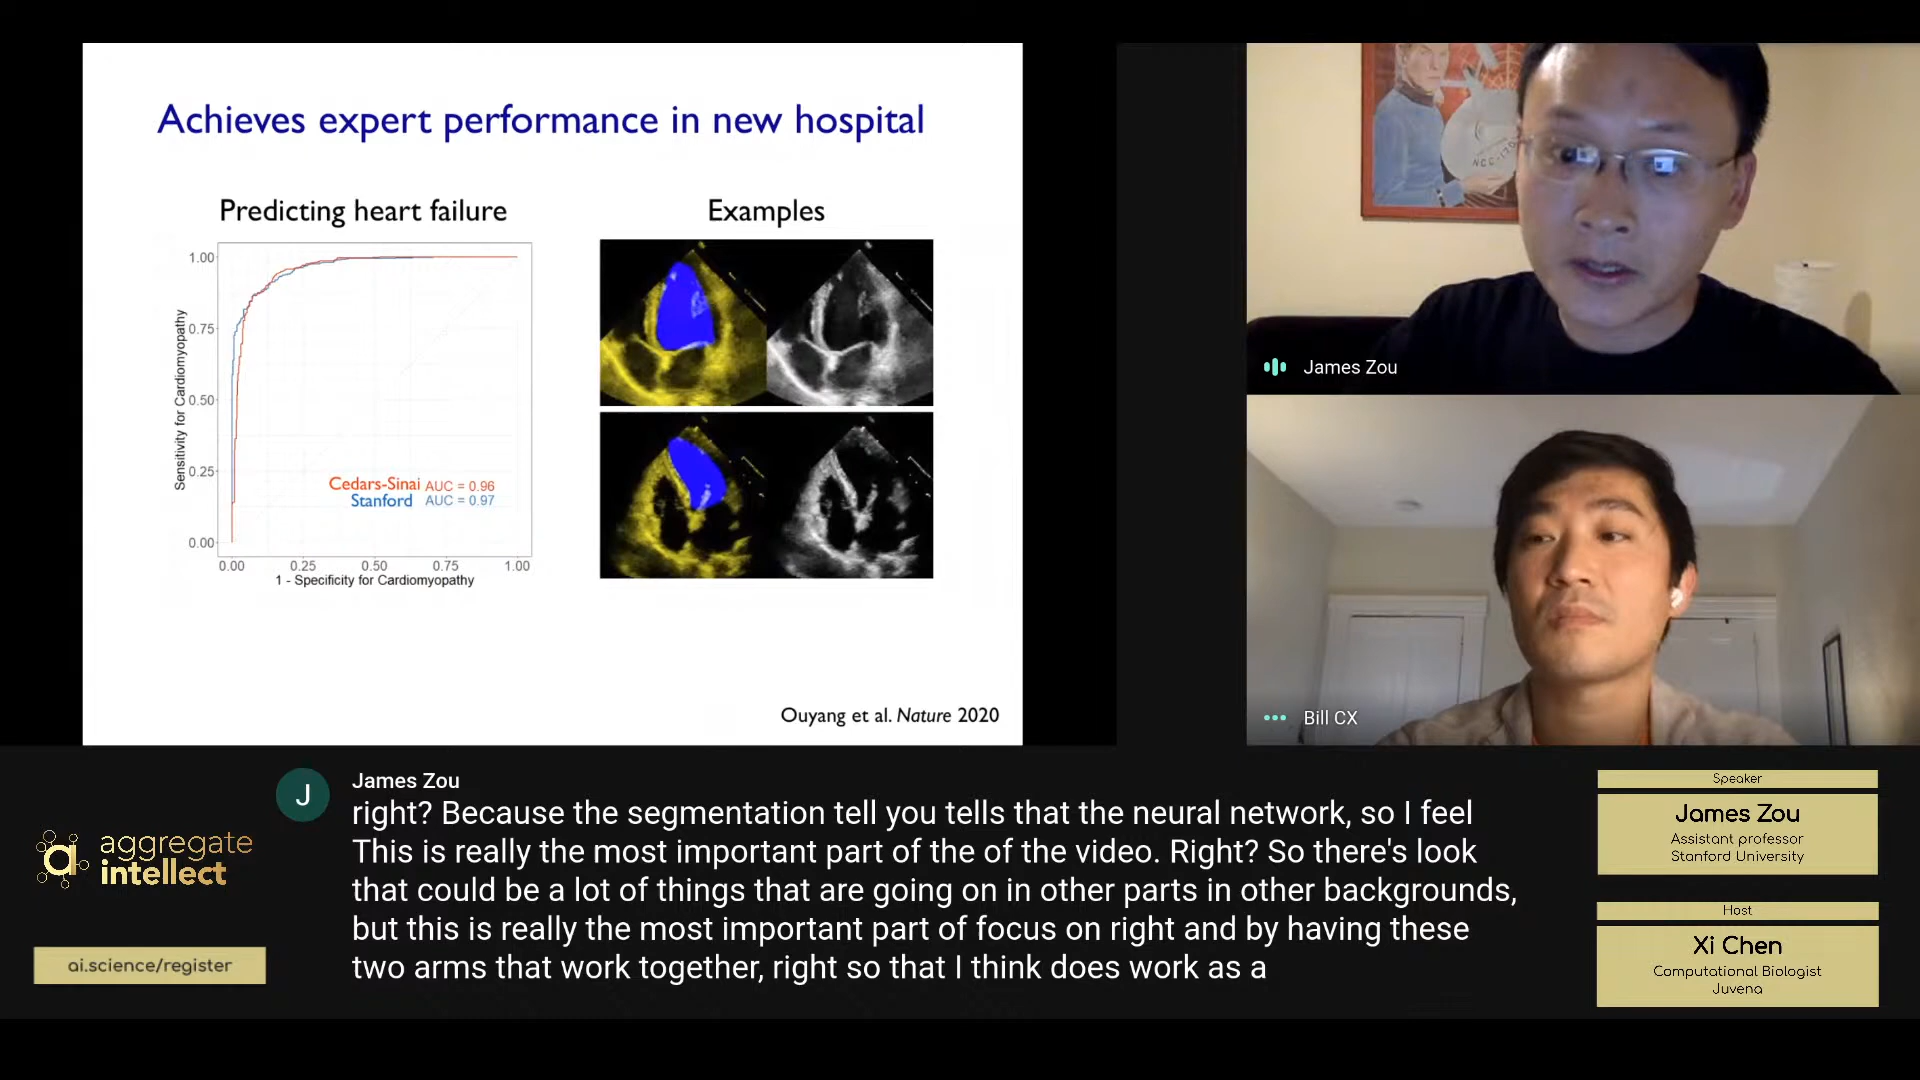 Achieves expert performance in new hospital
Predicting heart failure
Examples
Sensitivity for Cardiomyopathy
1.00
0.75
0.50
0.25
0.00
Cedars-Sinai AUC = 0.96
Stanford AUC = 0.97
0.00 0.25 0.50 0.75 1.00
1 - Specificity for Cardiomyopathy
Ouyang et al. Nature 2020
James Zou
Bill CX
J
James Zou
right? Because the segmentation tell you tells that the neural network, so I feel
This is really the most important part of the of the video. Right? So there's look
that could be a lot of things that are going on in other parts in other backgrounds,
but this is really the most important part of focus on right and by having these
two arms that work together, right so that I think does work as a
aggregate
intellect
ai.science/register
Speaker
James Zou
Assistant professor
Stanford University
Host
Xi Chen
Computational Biologist
Juvena